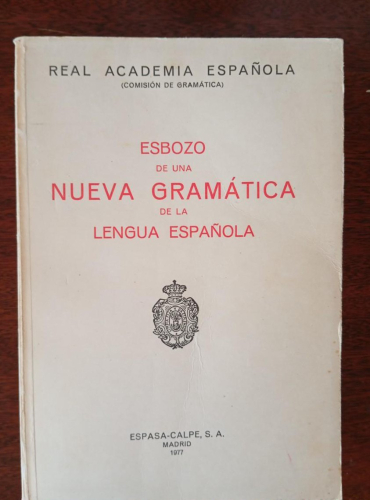 REAL ACADEMIA ESPAÑOLA
(COMISIÓN DE GRAMÁTICA)
ESBOZO
DE UNA
NUEVA GRAMÁTICA
DE LA
LENGUA ESPAÑOLA
ESPASA-CALPE, S. A.
MADRID
1977